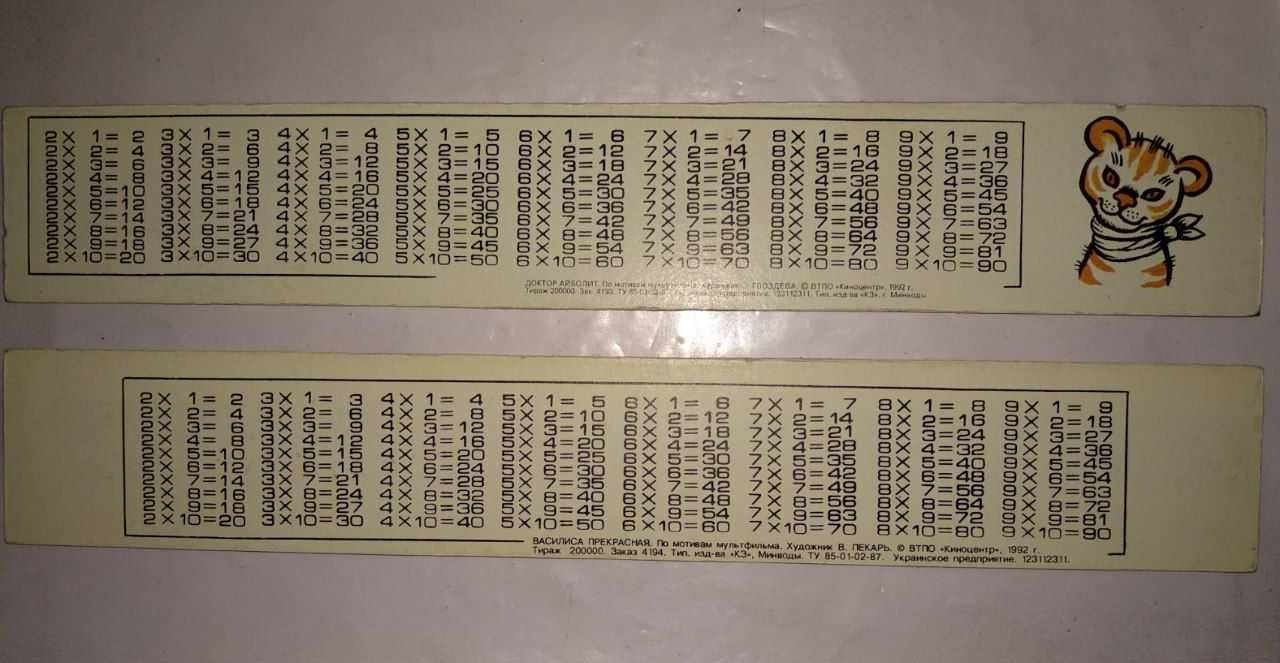 2 X 1 = 2 3 X 1 = 3 4 X 1 = 4 5 X 1 = 5 6 X 1 = 6 7 X 1 = 7 8 X 1 = 8 9 X 1 = 9
2 X 2 = 4 3 X 2 = 6 4 X 2 = 8 5 X 2 = 10 6 X 2 = 12 7 X 2 = 14 8 X 2 = 16 9 X 2 = 18
2 X 3 = 6 3 X 3 = 9 4 X 3 = 12 5 X 3 = 15 6 X 3 = 18 7 X 3 = 21 8 X 3 = 24 9 X 3 = 27
2 X 4 = 8 3 X 4 = 12 4 X 4 = 16 5 X 4 = 20 6 X 4 = 24 7 X 4 = 28 8 X 4 = 32 9 X 4 = 36
2 X 5 = 10 3 X 5 = 15 4 X 5 = 20 5 X 5 = 25 6 X 5 = 30 7 X 5 = 35 8 X 5 = 40 9 X 5 = 45
2 X 6 = 12 3 X 6 = 18 4 X 6 = 24 5 X 6 = 30 6 X 6 = 36 7 X 6 = 42 8 X 6 = 48 9 X 6 = 54
2 X 7 = 14 3 X 7 = 21 4 X 7 = 28 5 X 7 = 35 6 X 7 = 42 7 X 7 = 49 8 X 7 = 56 9 X 7 = 63
2 X 8 = 16 3 X 8 = 24 4 X 8 = 32 5 X 8 = 40 6 X 8 = 48 7 X 8 = 56 8 X 8 = 64 9 X 8 = 72
2 X 9 = 18 3 X 9 = 27 4 X 9 = 36 5 X 9 = 45 6 X 9 = 54 7 X 9 = 63 8 X 9 = 72 9 X 9 = 81
2 X 10 = 20 3 X 10 = 30 4 X 10 = 40 5 X 10 = 50 6 X 10 = 60 7 X 10 = 70 8 X 10 = 80 9 X 10 = 90
ДОКТОР АЙБОЛИТ. По мотивам ГВОЗДЕВА. © ВТПО «Киноцентр», 1992 г.
Тираж 200000. Зак. 4193. ТУ 123112311. Тип. изд-ва «КЗ», г. Минводы
2 X 1 = 2 3 X 1 = 3 4 X 1 = 4 5 X 1 = 5 6 X 1 = 6 7 X 1 = 7 8 X 1 = 8 9 X 1 = 9
2 X 2 = 4 3 X 2 = 6 4 X 2 = 8 5 X 2 = 10 6 X 2 = 12 7 X 2 = 14 8 X 2 = 16 9 X 2 = 18
2 X 3 = 6 3 X 3 = 9 4 X 3 = 12 5 X 3 = 15 6 X 3 = 18 7 X 3 = 21 8 X 3 = 24 9 X 3 = 27
2 X 4 = 8 3 X 4 = 12 4 X 4 = 16 5 X 4 = 20 6 X 4 = 24 7 X 4 = 28 8 X 4 = 32 9 X 4 = 36
2 X 5 = 10 3 X 5 = 15 4 X 5 = 20 5 X 5 = 25 6 X 5 = 30 7 X 5 = 35 8 X 5 = 40 9 X 5 = 45
2 X 6 = 12 3 X 6 = 18 4 X 6 = 24 5 X 6 = 30 6 X 6 = 36 7 X 6 = 42 8 X 6 = 48 9 X 6 = 54
2 X 7 = 14 3 X 7 = 21 4 X 7 = 28 5 X 7 = 35 6 X 7 = 42 7 X 7 = 49 8 X 7 = 56 9 X 7 = 63
2 X 8 = 16 3 X 8 = 24 4 X 8 = 32 5 X 8 = 40 6 X 8 = 48 7 X 8 = 56 8 X 8 = 64 9 X 8 = 72
2 X 9 = 18 3 X 9 = 27 4 X 9 = 36 5 X 9 = 45 6 X 9 = 54 7 X 9 = 63 8 X 9 = 72 9 X 9 = 81
2 X 10 = 20 3 X 10 = 30 4 X 10 = 40 5 X 10 = 50 6 X 10 = 60 7 X 10 = 70 8 X 10 = 80 9 X 10 = 90
ВАСИЛИСА ПРЕКРАСНАЯ. По мотивам мультфильма. Художник В. ПЕКАРЬ. © ВТПО «Киноцентр», 1992 г.
Тираж 200000. Заказ 4194. Тип. изд-ва «КЗ», Минводы. ТУ 85-01-02-87. Украинское предприятие. 123112311.